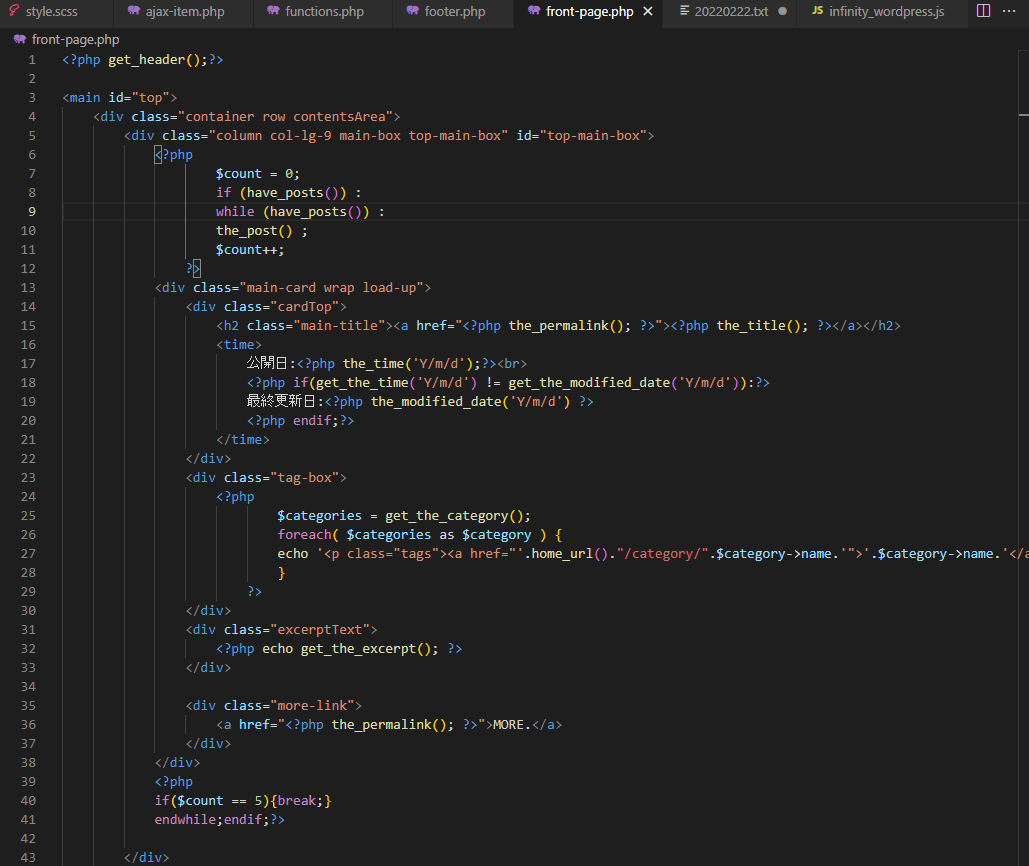 style.scss ajax-item.php functions.php footer.php front-page.php × 20220222.txt infinity_wordpress.js ...
front-page.php
1 <?php get_header();?>
2
3 <main id="top">
4 <div class="container row contentsArea">
5 <div class="column col-lg-9 main-box top-main-box" id="top-main-box">
6 <?php
7 $count = 0;
8 if (have_posts()) :
9 while (have_posts()) :
10 the_post() ;
11 $count++;
12 ?>
13 <div class="main-card wrap load-up">
14 <div class="cardTop">
15 <h2 class="main-title"><a href="<?php the_permalink(); ?>"><?php the_title(); ?></a></h2>
16 <time>
17 公開日:<?php the_time('Y/m/d');?><br>
18 <?php if(get_the_time('Y/m/d') != get_the_modified_date('Y/m/d')):?>
19 最終更新日:<?php the_modified_date('Y/m/d') ?>
20 <?php endif;?>
21 </time>
22 </div>
23 <div class="tag-box">
24 <?php
25 $categories = get_the_category();
26 foreach( $categories as $category ) {
27 echo '<p class="tags"><a href="'.home_url()."/category/".$category->name.'">'.$category->name.'</a
28 }
29 ?>
30 </div>
31 <div class="excerptText">
32 <?php echo get_the_excerpt(); ?>
33 </div>
34
35 <div class="more-link">
36 <a href="<?php the_permalink(); ?>">MORE.</a>
37 </div>
38 </div>
39 <?php
40 if($count == 5){break;}
41 endwhile;endif;?>
42
43 </div>